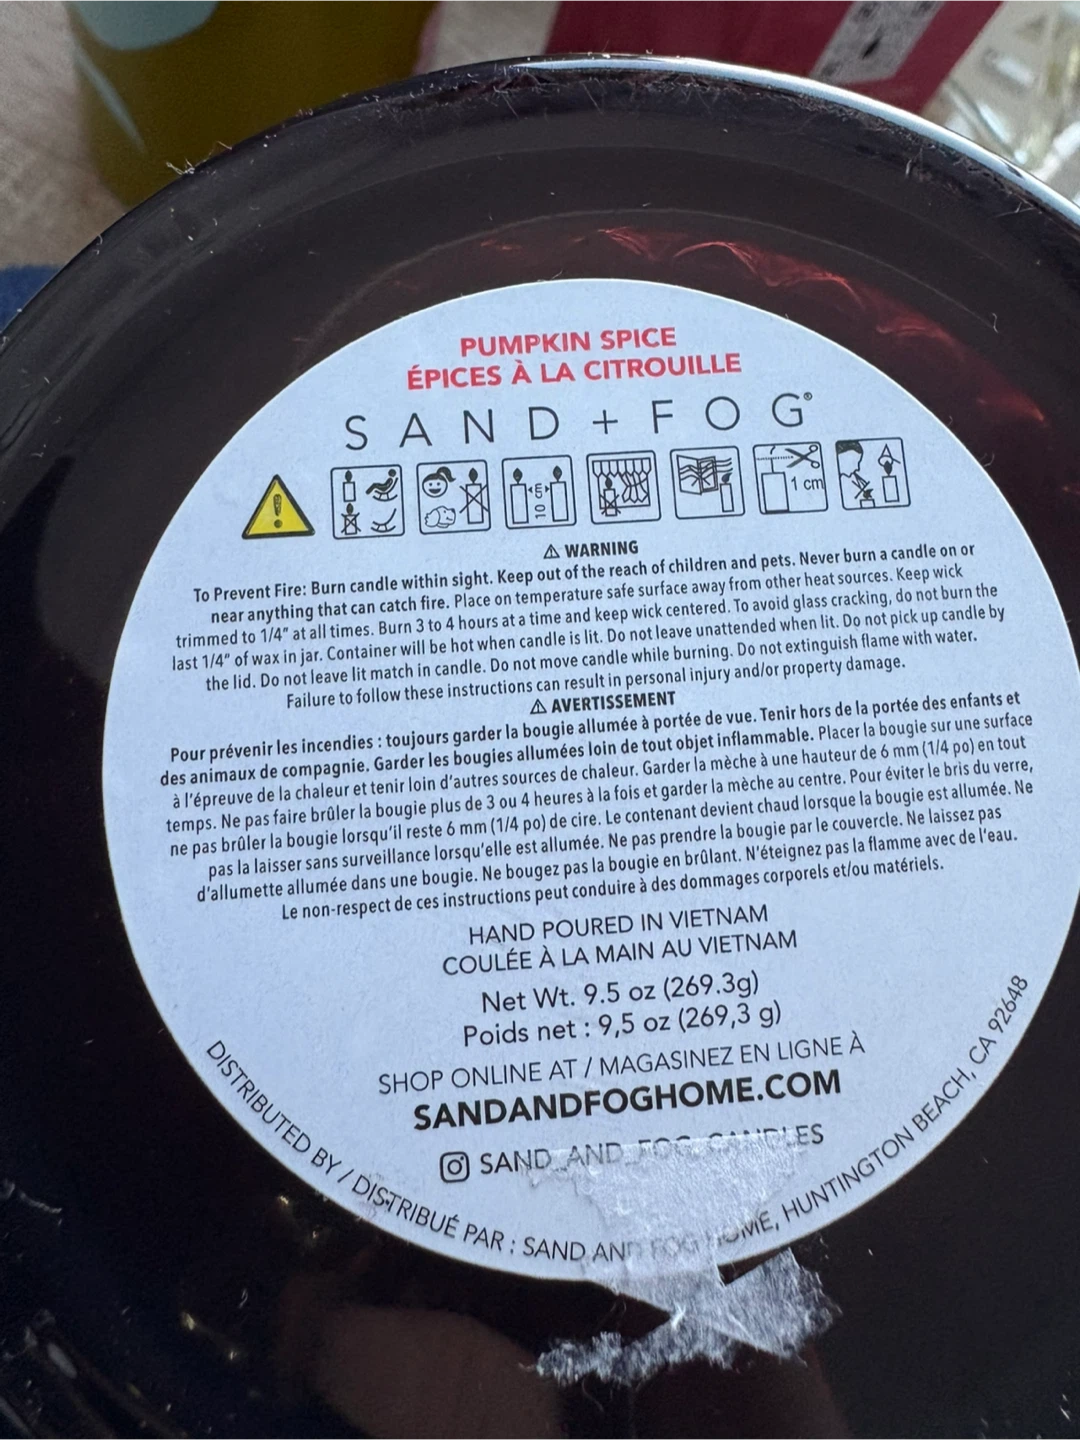 PUMPKIN SPICE
ÉPICES À LA CITROUILLE
SAND + FOG®
10 cm
1 cm
⚠ WARNING
To Prevent Fire: Burn candle within sight. Keep out of the reach of children and pets. Never burn a candle on or
near anything that can catch fire. Place on temperature safe surface away from other heat sources. Keep wick
trimmed to 1/4" at all times. Burn 3 to 4 hours at a time and keep wick centered. To avoid glass cracking, do not burn the
last 1/4" of wax in jar. Container will be hot when candle is lit. Do not leave unattended when lit. Do not pick up candle by
the lid. Do not leave lit match in candle. Do not move candle while burning. Do not extinguish flame with water.
Failure to follow these instructions can result in personal injury and/or property damage.
⚠ AVERTISSEMENT
Pour prévenir les incendies : toujours garder la bougie allumée à portée de vue. Tenir hors de la portée des enfants et
des animaux de compagnie. Garder les bougies allumées loin de tout objet inflammable. Placer la bougie sur une surface
à l'épreuve de la chaleur et tenir loin d'autres sources de chaleur. Garder la mèche à une hauteur de 6 mm (1/4 po) en tout
temps. Ne pas faire brûler la bougie plus de 3 ou 4 heures à la fois et garder la mèche au centre. Pour éviter le bris du verre,
ne pas brûler la bougie lorsqu'il reste 6 mm (1/4 po) de cire. Le contenant devient chaud lorsque la bougie est allumée. Ne
pas la laisser sans surveillance lorsqu'elle est allumée. Ne pas prendre la bougie par le couvercle. Ne laissez pas
d'allumette allumée dans une bougie. Ne bougez pas la bougie en brûlant. N'éteignez pas la flamme avec de l'eau.
Le non-respect de ces instructions peut conduire à des dommages corporels et/ou matériels.
HAND POURED IN VIETNAM
COULÉE À LA MAIN AU VIETNAM
Net Wt. 9.5 oz (269.3g)
Poids net : 9,5 oz (269,3 g)
SHOP ONLINE AT / MAGASINEZ EN LIGNE À
SANDANDFOGHOME.COM
SAND_AND_FOG_CANDLES
DISTRIBUTED BY / DISTRIBUÉ PAR : SAND AND FOG HOME, HUNTINGTON BEACH, CA 92648